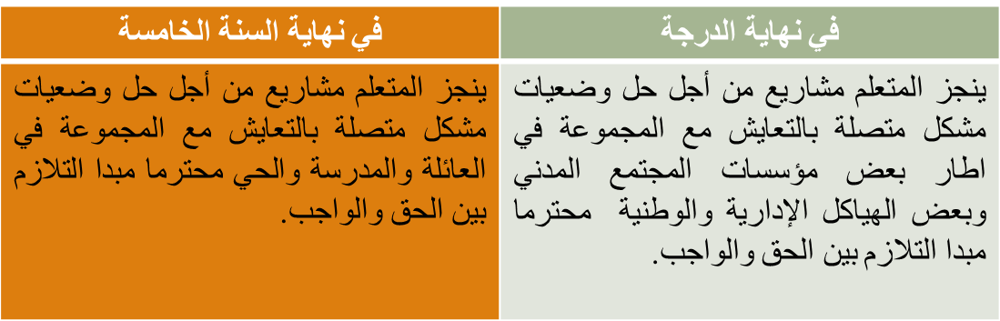 في نهاية الدرجة
في نهاية السنة الخامسة
ينجز المتعلم مشاريع من أجل حل وضعيات
مشكل متصلة بالتعايش مع المجموعة في
اطار بعض مؤسسات المجتمع المدني
وبعض الهياكل الإدارية والوطنية محترما
مبدا التلازم بين الحق والواجب.
ينجز المتعلم مشاريع من أجل حل وضعيات
مشكل متصلة بالتعايش مع المجموعة في
العائلة والمدرسة والحي محترما مبدا التلازم
بين الحق والواجب.